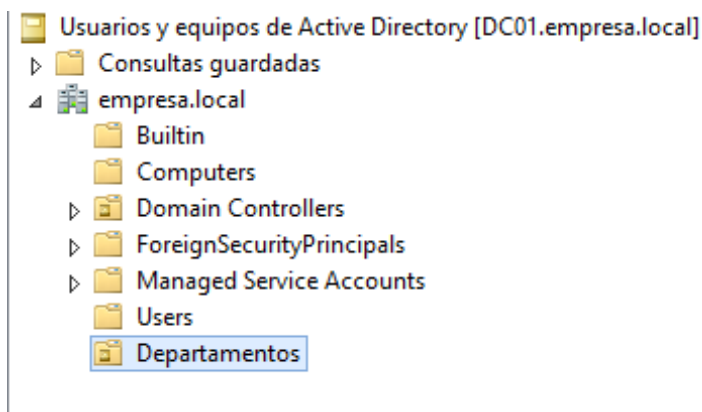 Usuarios y equipos de Active Directory [DC01.empresa.local]
Consultas guardadas
empresa.local
Builtin
Computers
Domain Controllers
ForeignSecurityPrincipals
Managed Service Accounts
Users
Departamentos